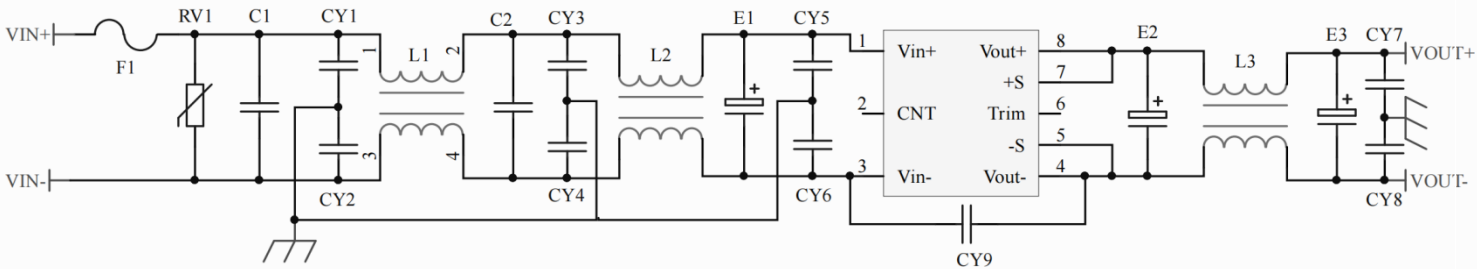 RV1 C1 CY1 C2 CY3 E1 CY5
VIN+
F1
1 L1 2
L2
1 Vin+ Vout+ 8
+S 7
2 CNT Trim 6
-S 5
3 Vin- Vout- 4
E2
L3
E3 CY7
VOUT+
3 4
VIN-
CY2 CY4 CY6
CY9
VOUT-
CY8